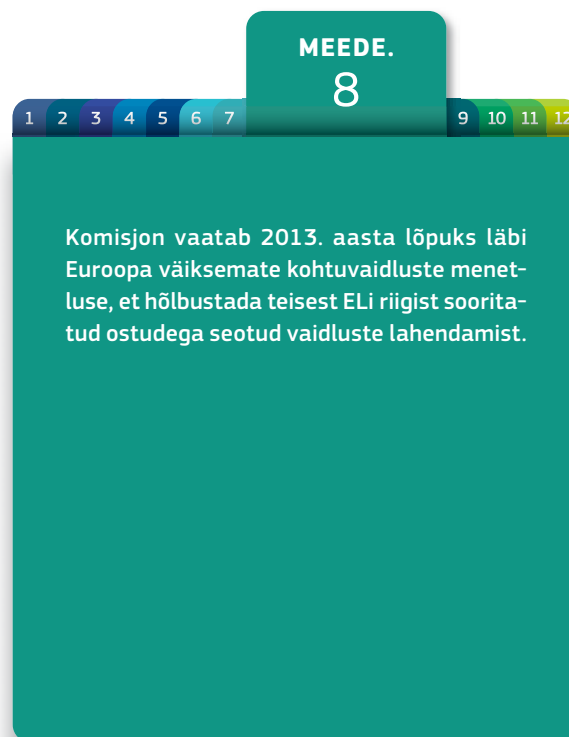 MEEDE.
8
1 2 3 4 5 6 7 9 10 11 12
Komisjon vaatab 2013. aasta lõpuks läbi
Euroopa väiksemate kohtuvaidluste menet-
luse, et hõlbustada teisest ELi riigist soorita-
tud ostudega seotud vaidluste lahendamist.